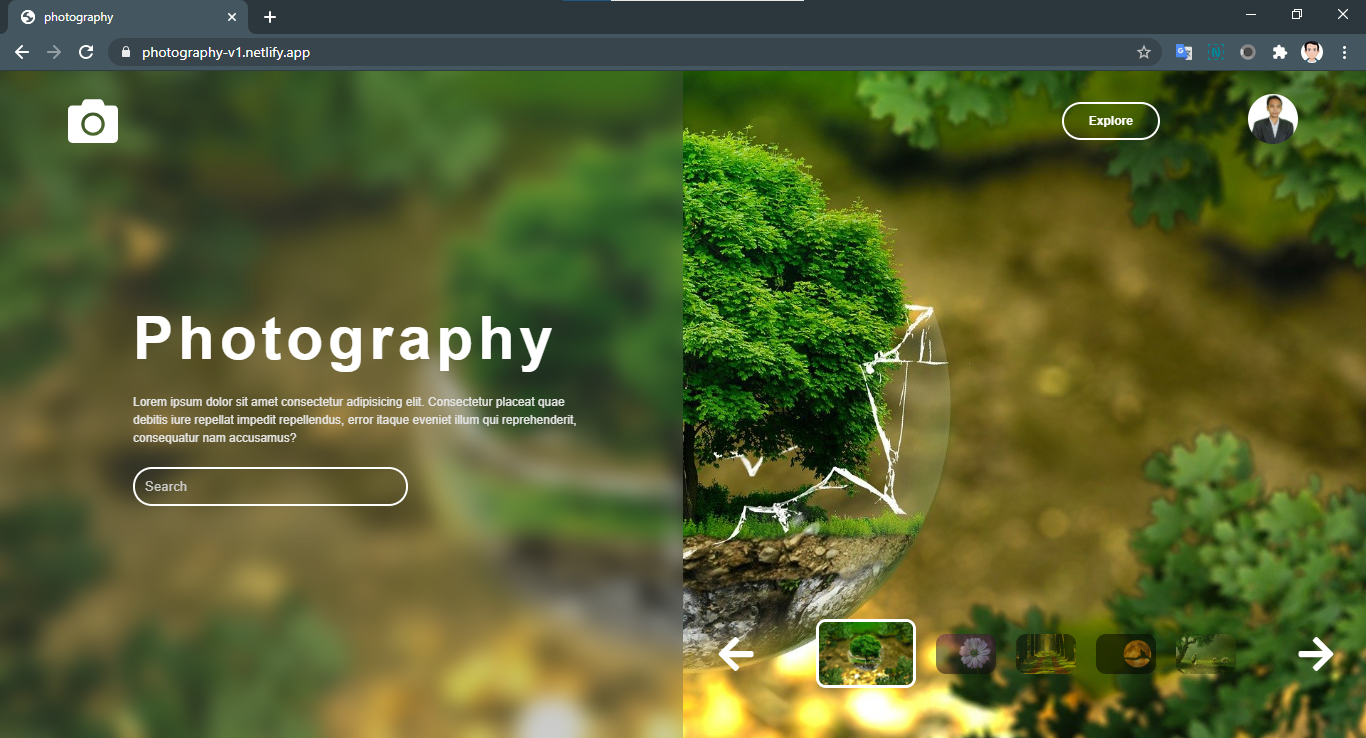 photography
photography-v1.netlify.app
Explore
Photography
Lorem ipsum dolor sit amet consectetur adipisicing elit. Consectetur placeat quae
debitis iure repellat impedit repellendus, error itaque eveniet illum qui reprehenderit,
consequatur nam accusamus?
Search